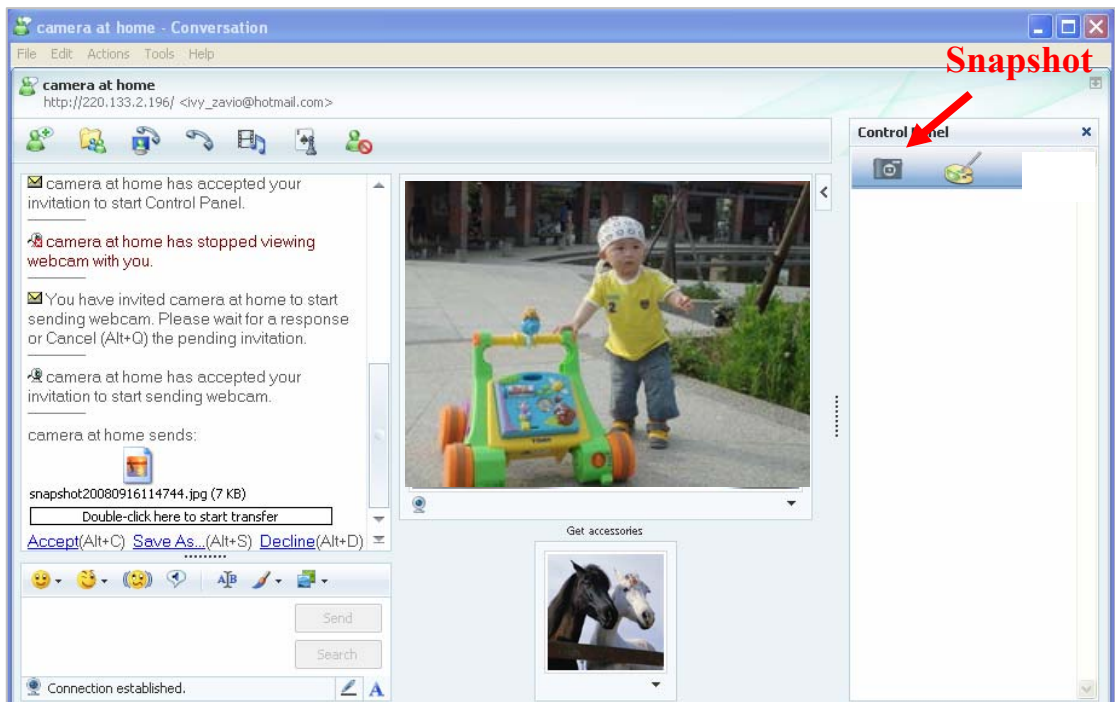 camera at home - Conversation
File Edit Actions Tools Help
Snapshot
camera at home
http://220.133.2.196/ <ivy_zavio@hotmail.com>
Control nel
camera at home has accepted your
invitation to start Control Panel.
camera at home has stopped viewing
webcam with you.
You have invited camera at home to start
sending webcam. Please wait for a response
or Cancel (Alt+Q) the pending invitation.
camera at home has accepted your
invitation to start sending webcam.
camera at home sends:
snapshot20080916114744.jpg (7 KB)
Double-click here to start transfer
Accept(Alt+C) Save As...(Alt+S) Decline(Alt+D)
Get accessories
Send
Search
Connection established.